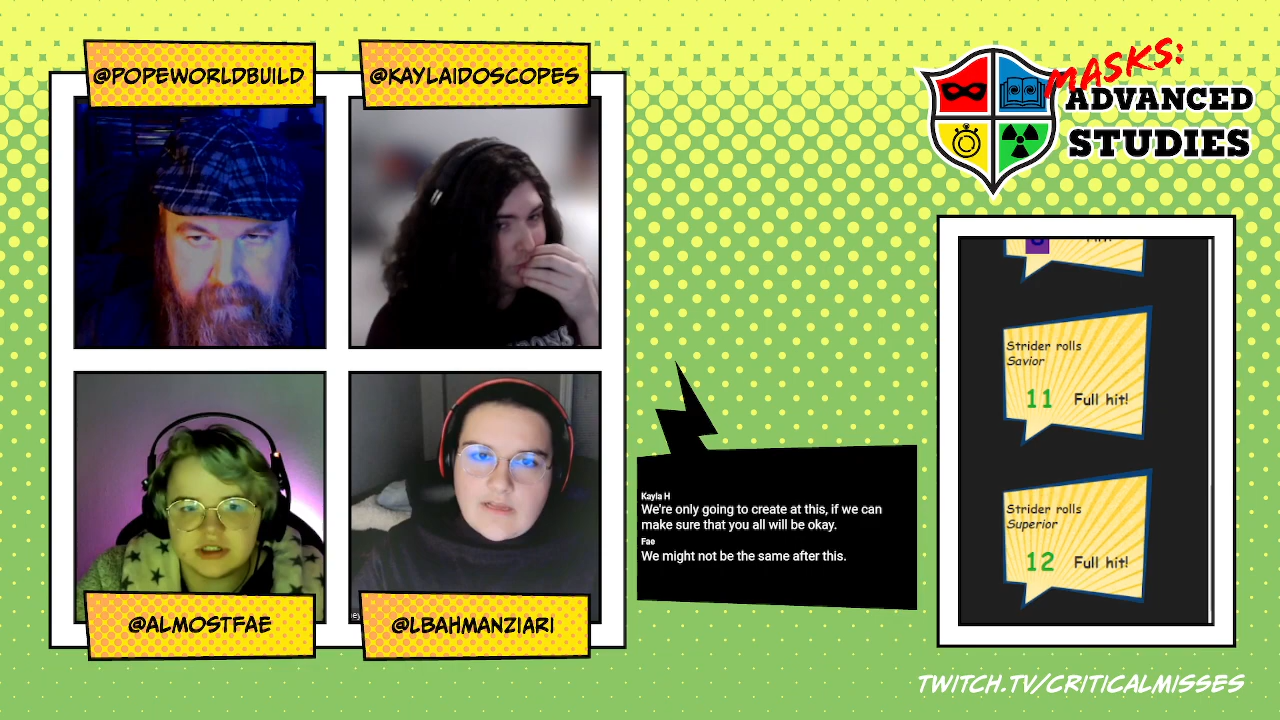 @POPEWORLDBUILD
@KAYLAIDOSCOPES
MASKS:
ADVANCED
STUDIES
Strider rolls
Savior
11 Full hit!
Strider rolls
Superior
12 Full hit!
Kayla H
We're only going to create at this, if we can
make sure that you all will be okay.
Fae
We might not be the same after this.
@ALMOSTFAE
@LBAHMANZIARI
TWITCH.TV/CRITICALMISSES